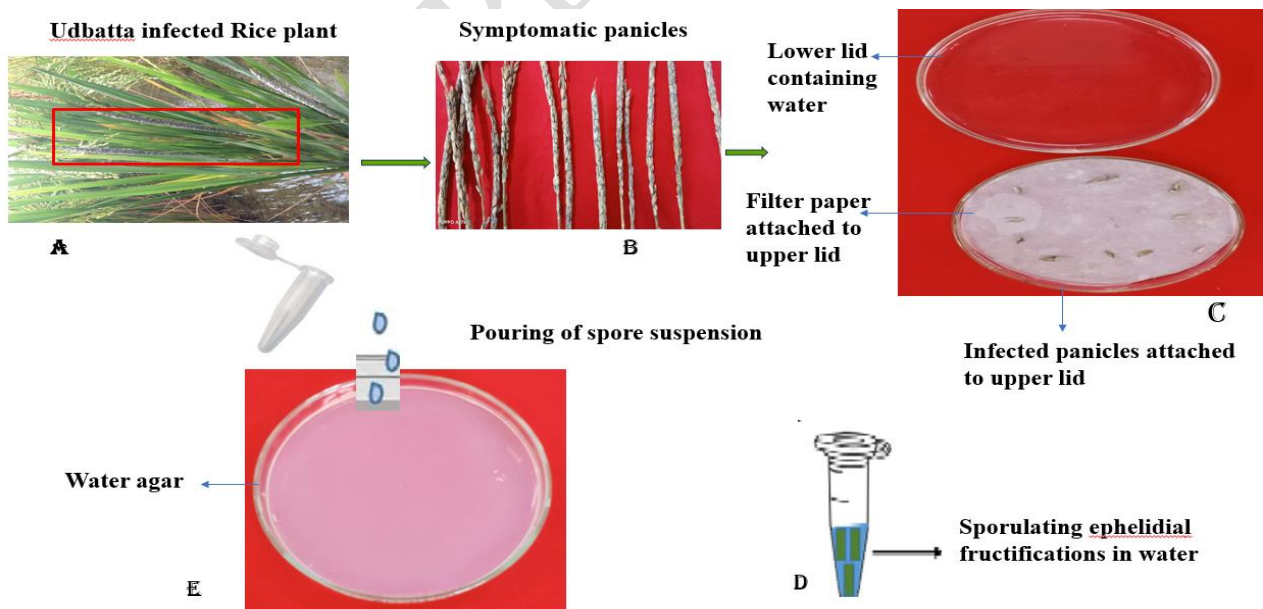 Udbatta infected Rice plant
Symptomatic panicles
Lower lid
containing
water
Filter paper
attached to
upper lid
A
B
C
Pouring of spore suspension
Infected panicles attached
to upper lid
Water agar
Sporulating ephelidial
fructifications in water
E
D